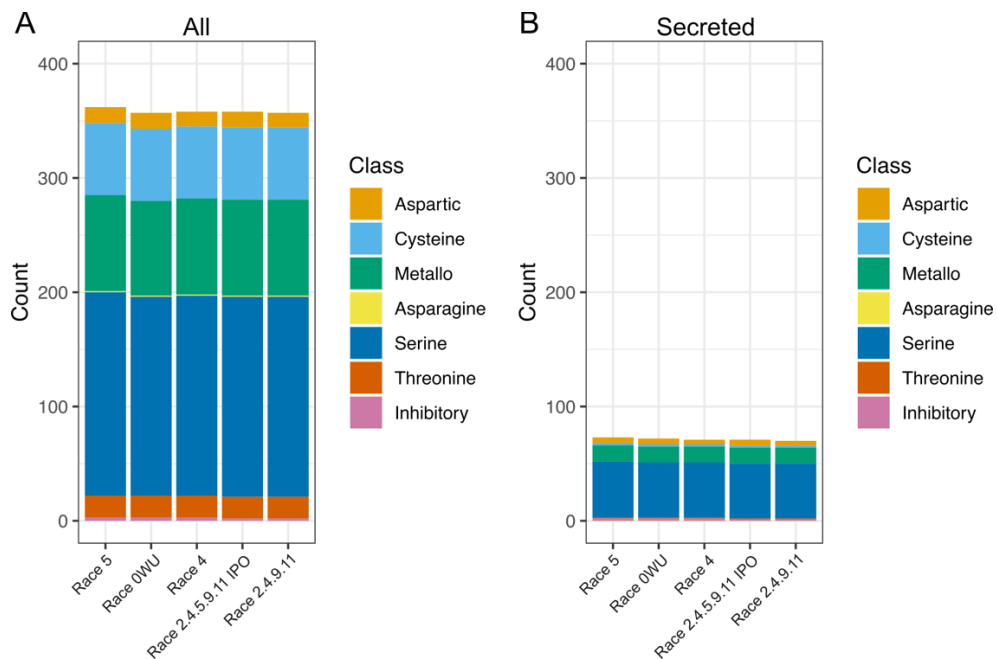 A
All
400
300
200
100
0
Count
Race 5
Race 0WU
Race 4
Race 2.4.5.9.11 IPO
Race 2.4.9.11
Class
Aspartic
Cysteine
Metallo
Asparagine
Serine
Threonine
Inhibitory
B
Secreted
400
300
200
100
0
Count
Race 5
Race 0WU
Race 4
Race 2.4.5.9.11 IPO
Race 2.4.9.11
Class
Aspartic
Cysteine
Metallo
Asparagine
Serine
Threonine
Inhibitory